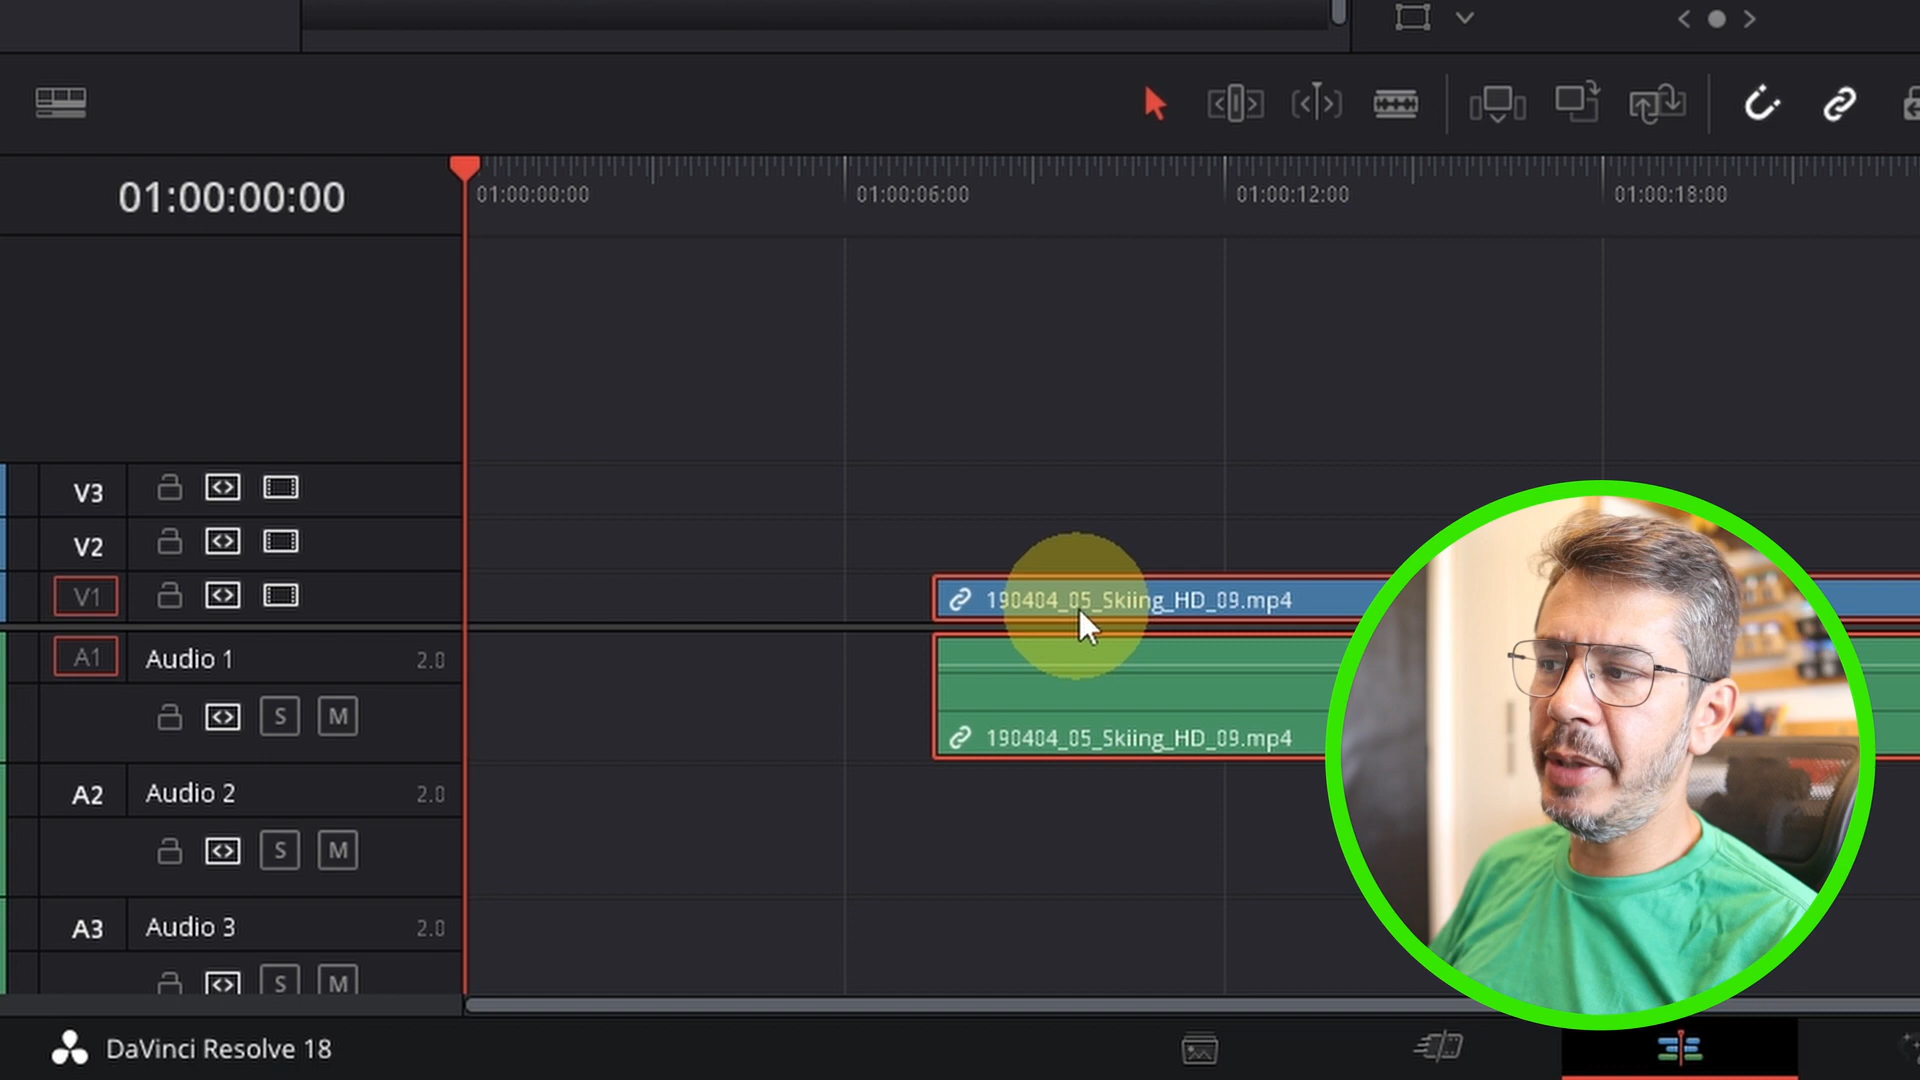 01:00:00:00
01:00:00:00
01:00:06:00
01:00:12:00
01:00:18:00
V3
V2
V1
190404_05_Skiing_HD_09.mp4
A1
Audio 1
2.0
S
M
190404_05_Skiing_HD_09.mp4
A2
Audio 2
2.0
S
M
A3
Audio 3
2.0
S
M
DaVinci Resolve 18